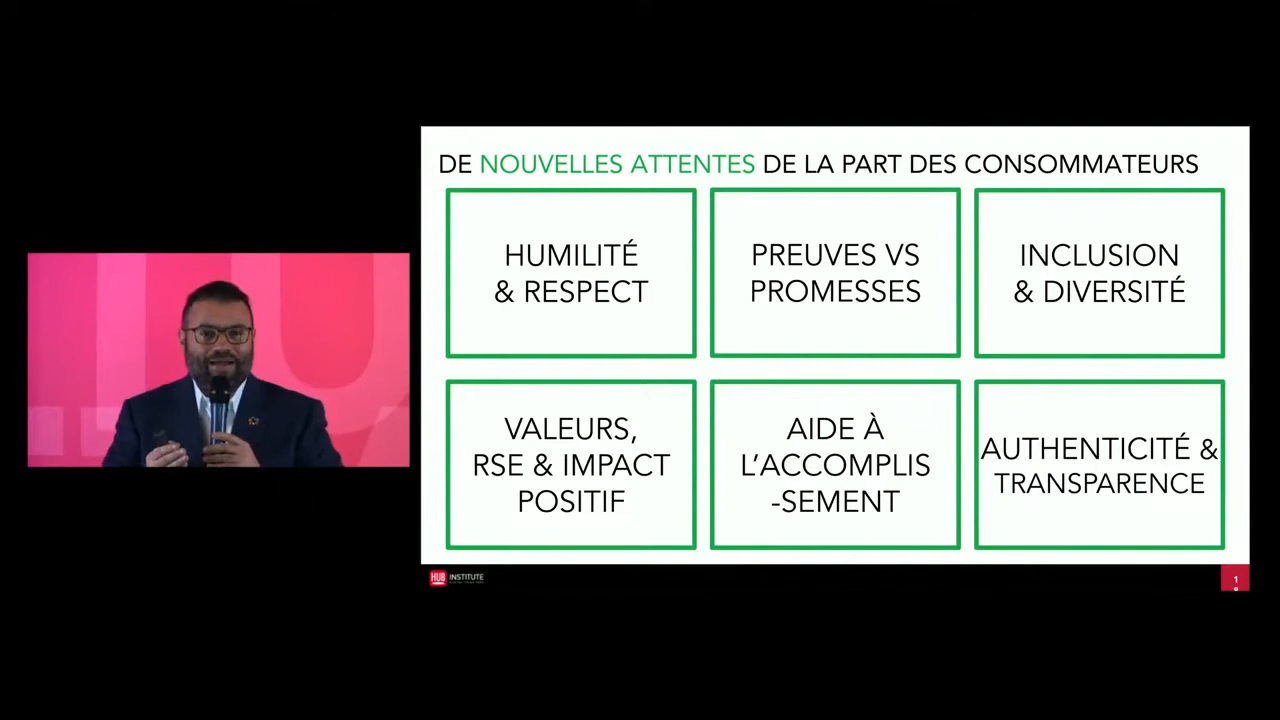 DE NOUVELLES ATTENTES DE LA PART DES CONSOMMATEURS
HUMILITÉ
& RESPECT
PREUVES VS
PROMESSES
INCLUSION
& DIVERSITÉ
VALEURS,
RSE & IMPACT
POSITIF
AIDE À
L’ACCOMPLIS
-SEMENT
AUTHENTICITÉ &
TRANSPARENCE
HUB
INSTITUTE
1